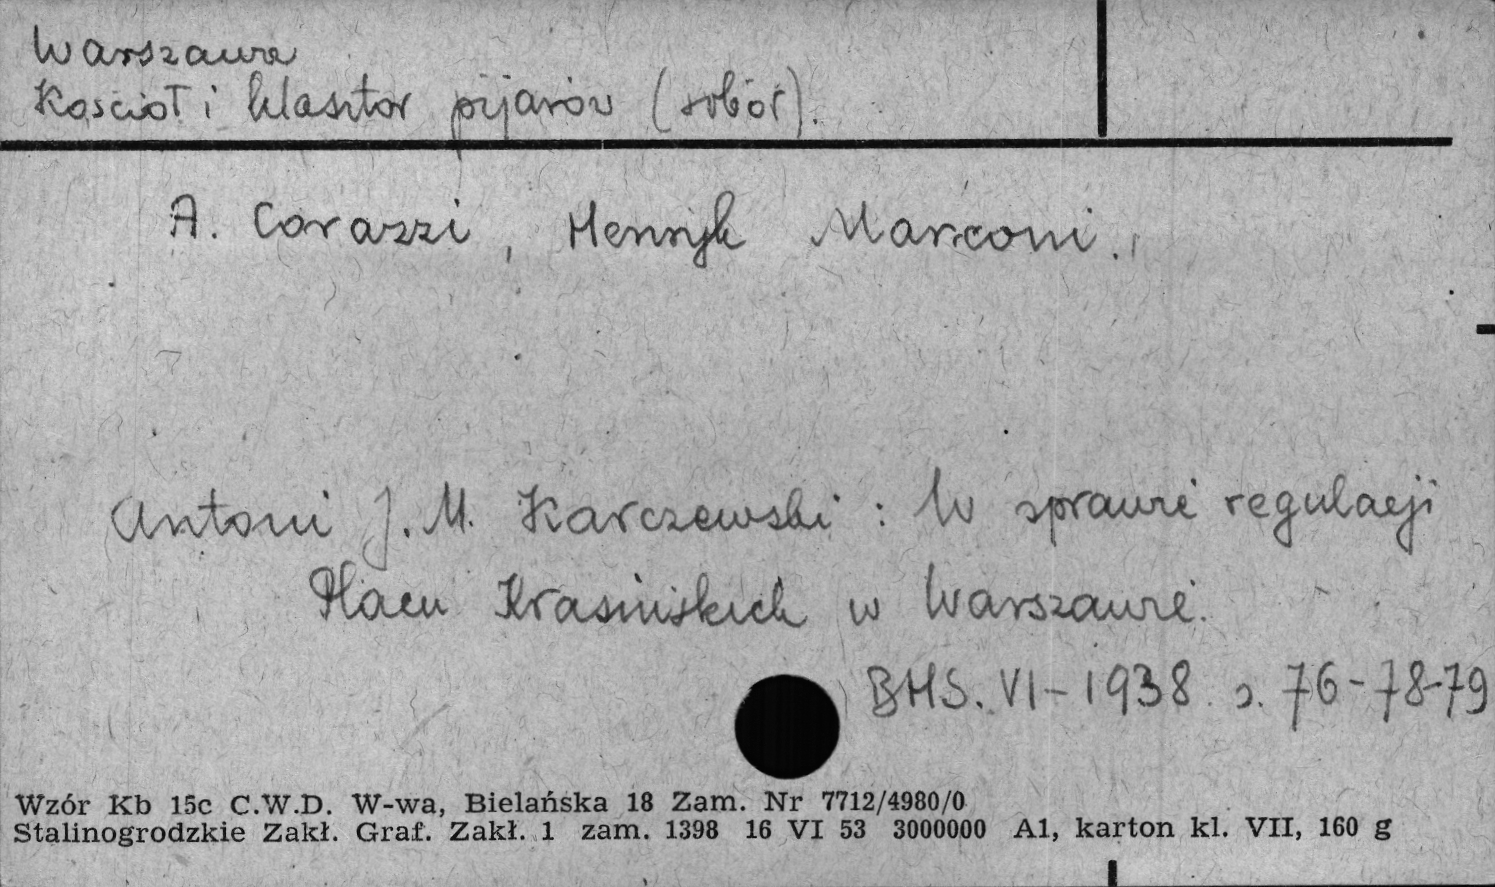 Warszawa
Kościół i klasztor pijarów (sobór).
A. Corazzi, Henryk Marconi.
Antoni J. M. Karczewski: W sprawie regulacji
Placu Krasińskich w Warszawie.
BHS. VI-1938 s. 76-78-79
Wzór Kb 15c C.W.D. W-wa, Bielańska 18 Zam. Nr 7712/4980/0
Stalinogrodzkie Zakł. Graf. Zakł. 1 zam. 1398 16 VI 53 3000000 A1, karton kl. VII, 160 g